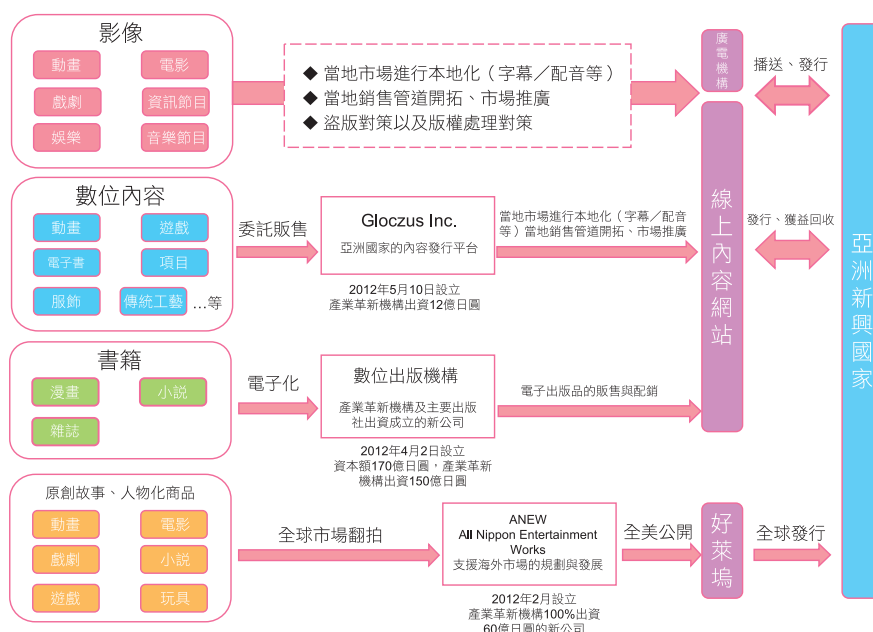 影像
動畫
電影
戲劇
資訊節目
娛樂
音樂節目
◆ 當地市場進行本地化（字幕／配音等）
◆ 當地銷售管道開拓、市場推廣
◆ 盜版對策以及版權處理對策
廣電機構
播送、發行
數位內容
動畫
遊戲
電子書
項目
服飾
傳統工藝
…等
委託販售
Gloczus Inc.
亞洲國家的內容發行平台
2012年5月10日設立
產業革新機構出資12億日圓
當地市場進行本地化（字幕／配音
等）當地銷售管道開拓、市場推廣
線上內容網站
發行、獲益回收
亞洲新興國家
書籍
漫畫
小説
雜誌
電子化
數位出版機構
產業革新機構及主要出版
社出資成立的新公司
2012年4月2日設立
資本額170億日圓，產業革新
機構出資150億日圓
電子出版品的販售與配銷
原創故事、人物化商品
動畫
電影
戲劇
小説
遊戲
玩具
全球市場翻拍
ANEW
All Nippon Entertainment
Works
支援海外市場的規劃與發展
2012年2月設立
產業革新機構100%出資
60億日圓的新公司
全美公開
好萊塢
全球發行